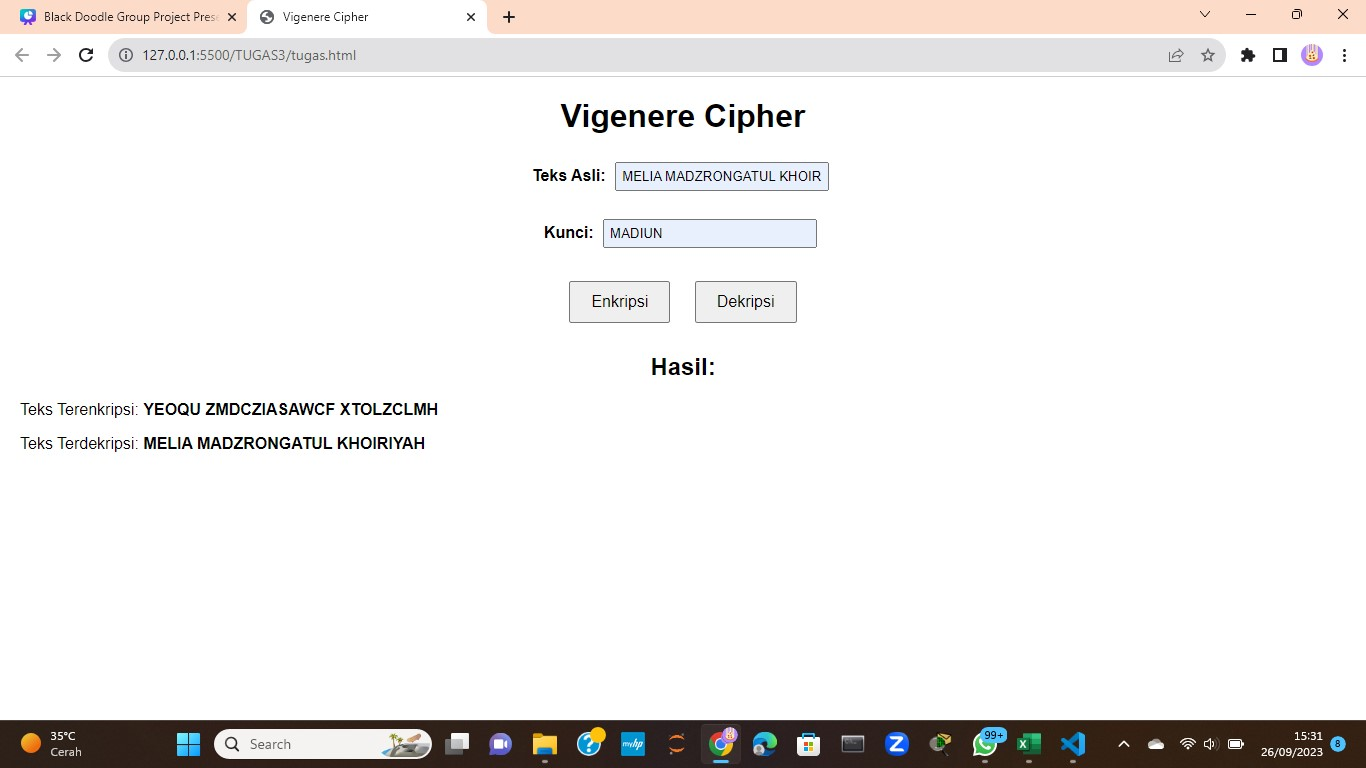 Black Doodle Group Project Prese
Vigenere Cipher
127.0.0.1:5500/TUGAS3/tugas.html
Vigenere Cipher
Teks Asli: MELIA MADZRONGATUL KHOIR
Kunci: MADIUN
Enkripsi Dekripsi
Hasil:
Teks Terenkripsi: YEOQU ZMDCZIASAWCF XTOLZCLMH
Teks Terdekripsi: MELIA MADZRONGATUL KHOIRIYAH
35°C
Cerah
Search
myhp
99+
15:31
26/09/2023
8